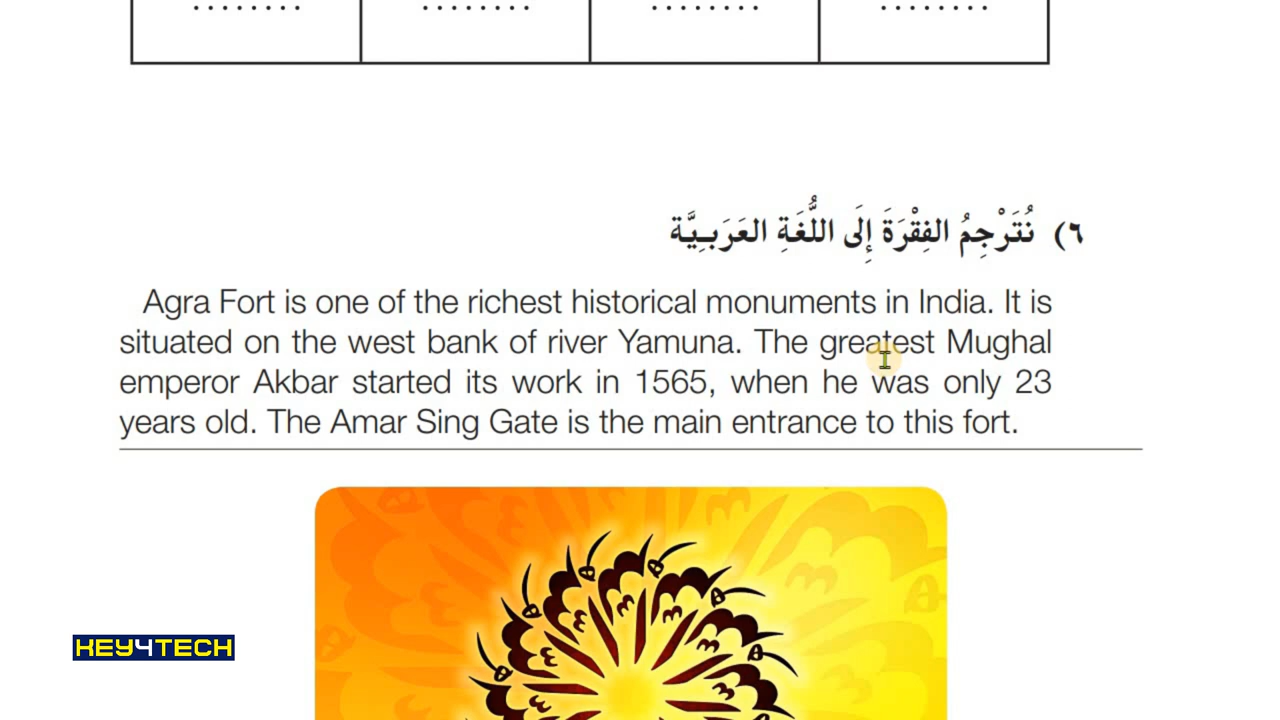 ........ ........ ........ ........
٦) نُتَرْجِمُ الفِقْرَةَ إِلَى اللُّغَةِ العَرَبِيَّة
Agra Fort is one of the richest historical monuments in India. It is
situated on the west bank of river Yamuna. The greatest Mughal
emperor Akbar started its work in 1565, when he was only 23
years old. The Amar Sing Gate is the main entrance to this fort.
KEY4TECH